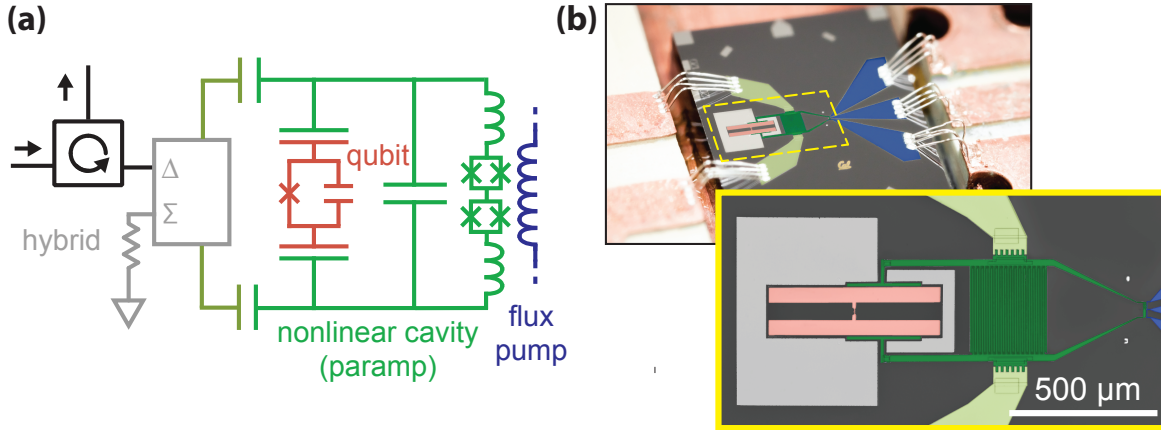 (a)
Δ
Σ
hybrid
qubit
nonlinear cavity
(paramp)
flux
pump
(b)
500 µm